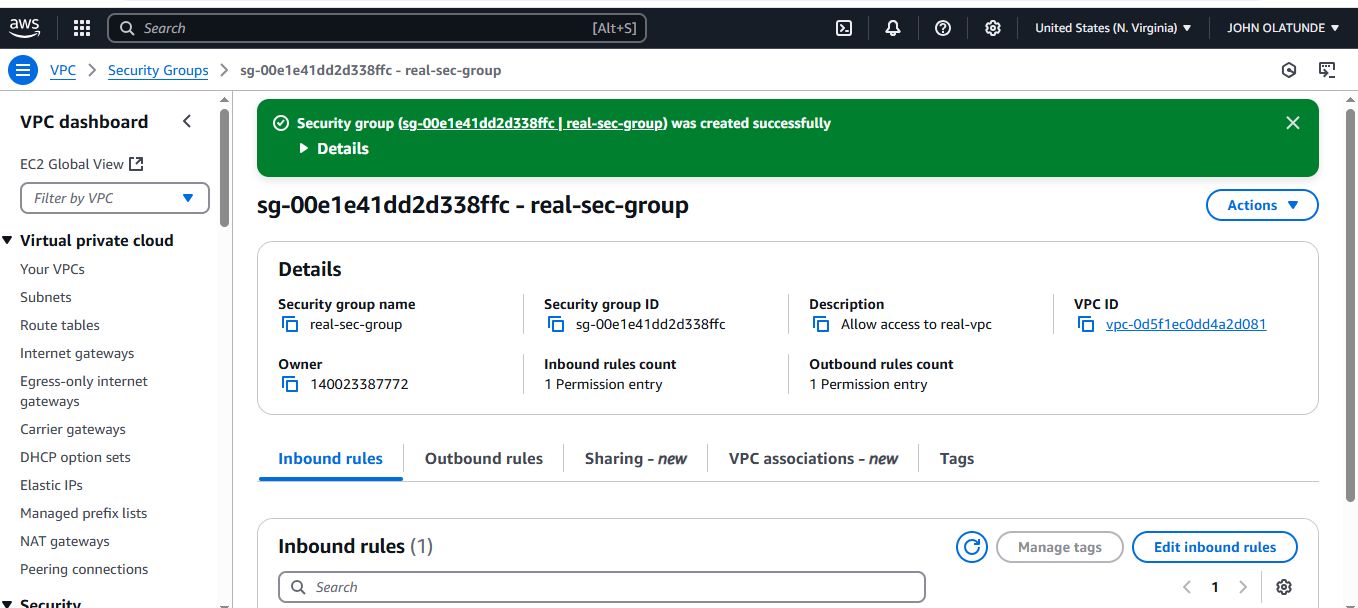 aws
Search [Alt+S]
United States (N. Virginia)
JOHN OLATUNDE
VPC
Security Groups
sg-00e1e41dd2d338ffc - real-sec-group
VPC dashboard
EC2 Global View
Filter by VPC
Virtual private cloud
Your VPCs
Subnets
Route tables
Internet gateways
Egress-only internet
gateways
Carrier gateways
DHCP option sets
Elastic IPs
Managed prefix lists
NAT gateways
Peering connections
Security
Security group (sg-00e1e41dd2d338ffc | real-sec-group) was created successfully
Details
sg-00e1e41dd2d338ffc - real-sec-group
Actions
Details
Security group name
real-sec-group
Security group ID
sg-00e1e41dd2d338ffc
Description
Allow access to real-vpc
VPC ID
vpc-0d5f1ec0dd4a2d081
Owner
140023387772
Inbound rules count
1 Permission entry
Outbound rules count
1 Permission entry
Inbound rules
Outbound rules
Sharing - new
VPC associations - new
Tags
Inbound rules (1)
Manage tags
Edit inbound rules
Search
1